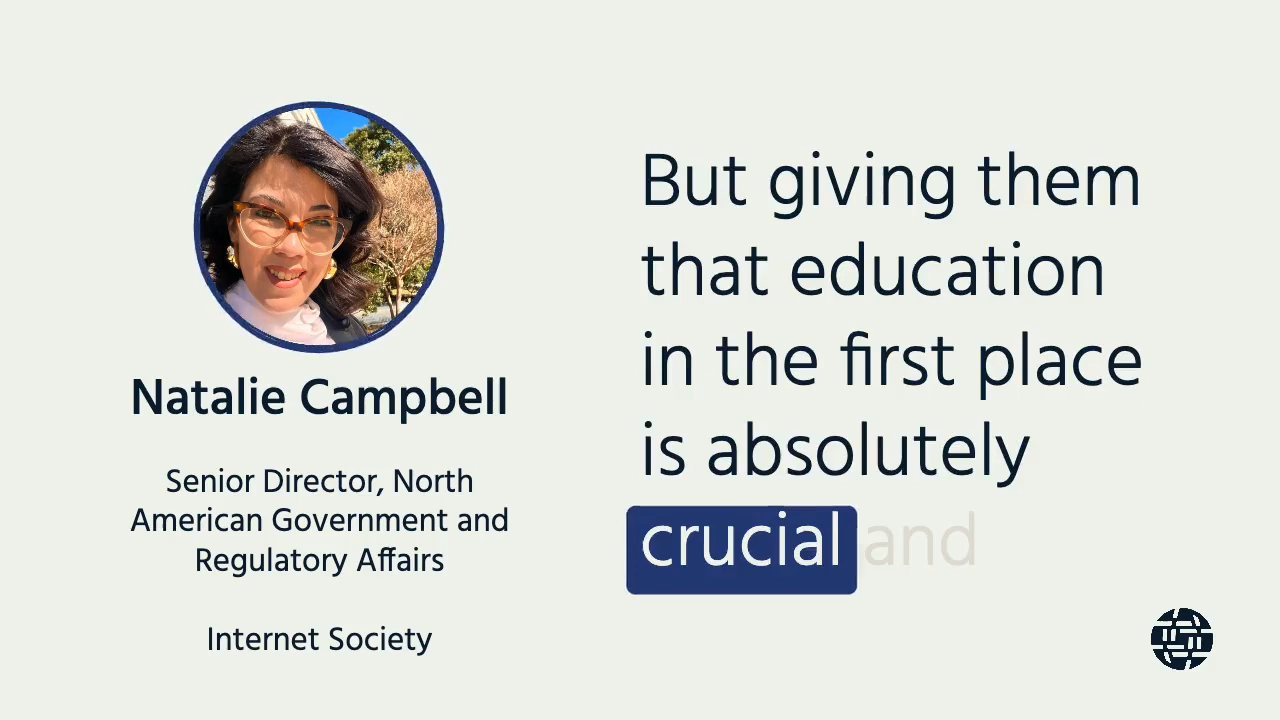 Natalie Campbell
Senior Director, North
American Government and
Regulatory Affairs
Internet Society
But giving them
that education
in the first place
is absolutely
crucial and